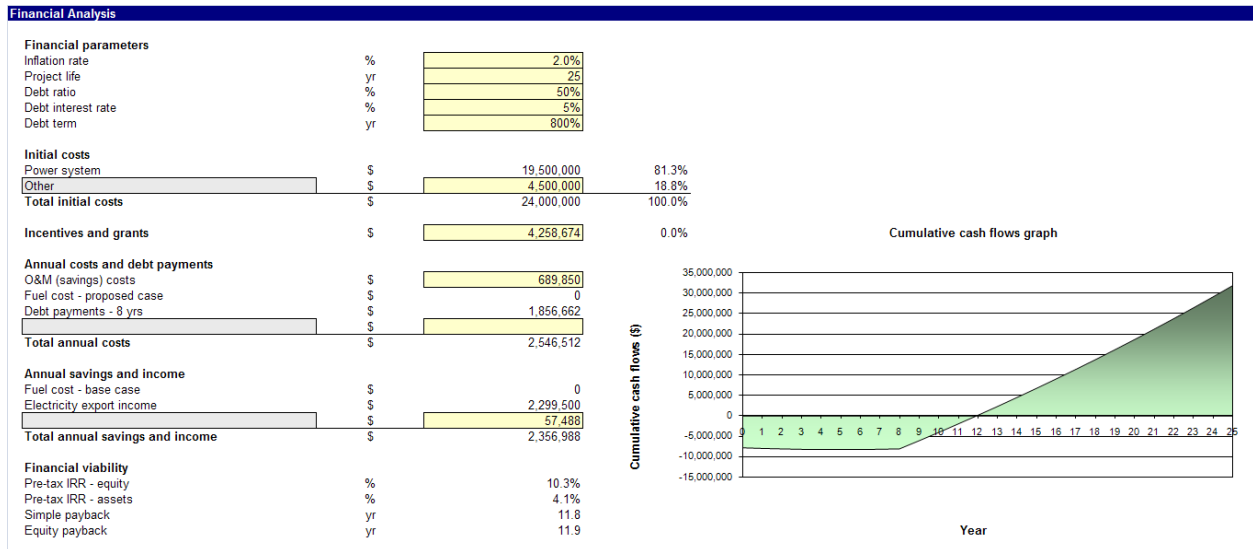 Financial Analysis
Financial parameters
Inflation rate % 2.0%
Project life yr 25
Debt ratio % 50%
Debt interest rate % 5%
Debt term yr 800%
Initial costs
Power system $ 19,500,000 81.3%
Other $ 4,500,000 18.8%
Total initial costs $ 24,000,000 100.0%
Incentives and grants $ 4,258,674 0.0%
Annual costs and debt payments
O&M (savings) costs $ 689,850
Fuel cost - proposed case $ 0
Debt payments - 8 yrs $ 1,856,662
$
Total annual costs $ 2,546,512
Annual savings and income
Fuel cost - base case $ 0
Electricity export income $ 2,299,500
$ 57,488
Total annual savings and income $ 2,356,988
Financial viability
Pre-tax IRR - equity % 10.3%
Pre-tax IRR - assets % 4.1%
Simple payback yr 11.8
Equity payback yr 11.9
Cumulative cash flows graph
Cumulative cash flows ($)
35,000,000
30,000,000
25,000,000
20,000,000
15,000,000
10,000,000
5,000,000
0
-5,000,000
-10,000,000
-15,000,000
0 1 2 3 4 5 6 7 8 9 10 11 12 13 14 15 16 17 18 19 20 21 22 23 24 25
Year